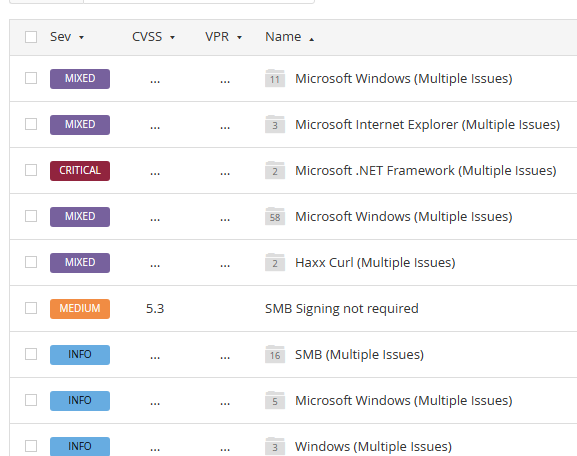 Sev CVSS VPR Name
MIXED ... ... 11 Microsoft Windows (Multiple Issues)
MIXED ... ... 3 Microsoft Internet Explorer (Multiple Issues)
CRITICAL ... ... 2 Microsoft .NET Framework (Multiple Issues)
MIXED ... ... 58 Microsoft Windows (Multiple Issues)
MIXED ... ... 2 Haxx Curl (Multiple Issues)
MEDIUM 5.3 SMB Signing not required
INFO ... ... 16 SMB (Multiple Issues)
INFO ... ... 5 Microsoft Windows (Multiple Issues)
INFO ... ... 3 Windows (Multiple Issues)